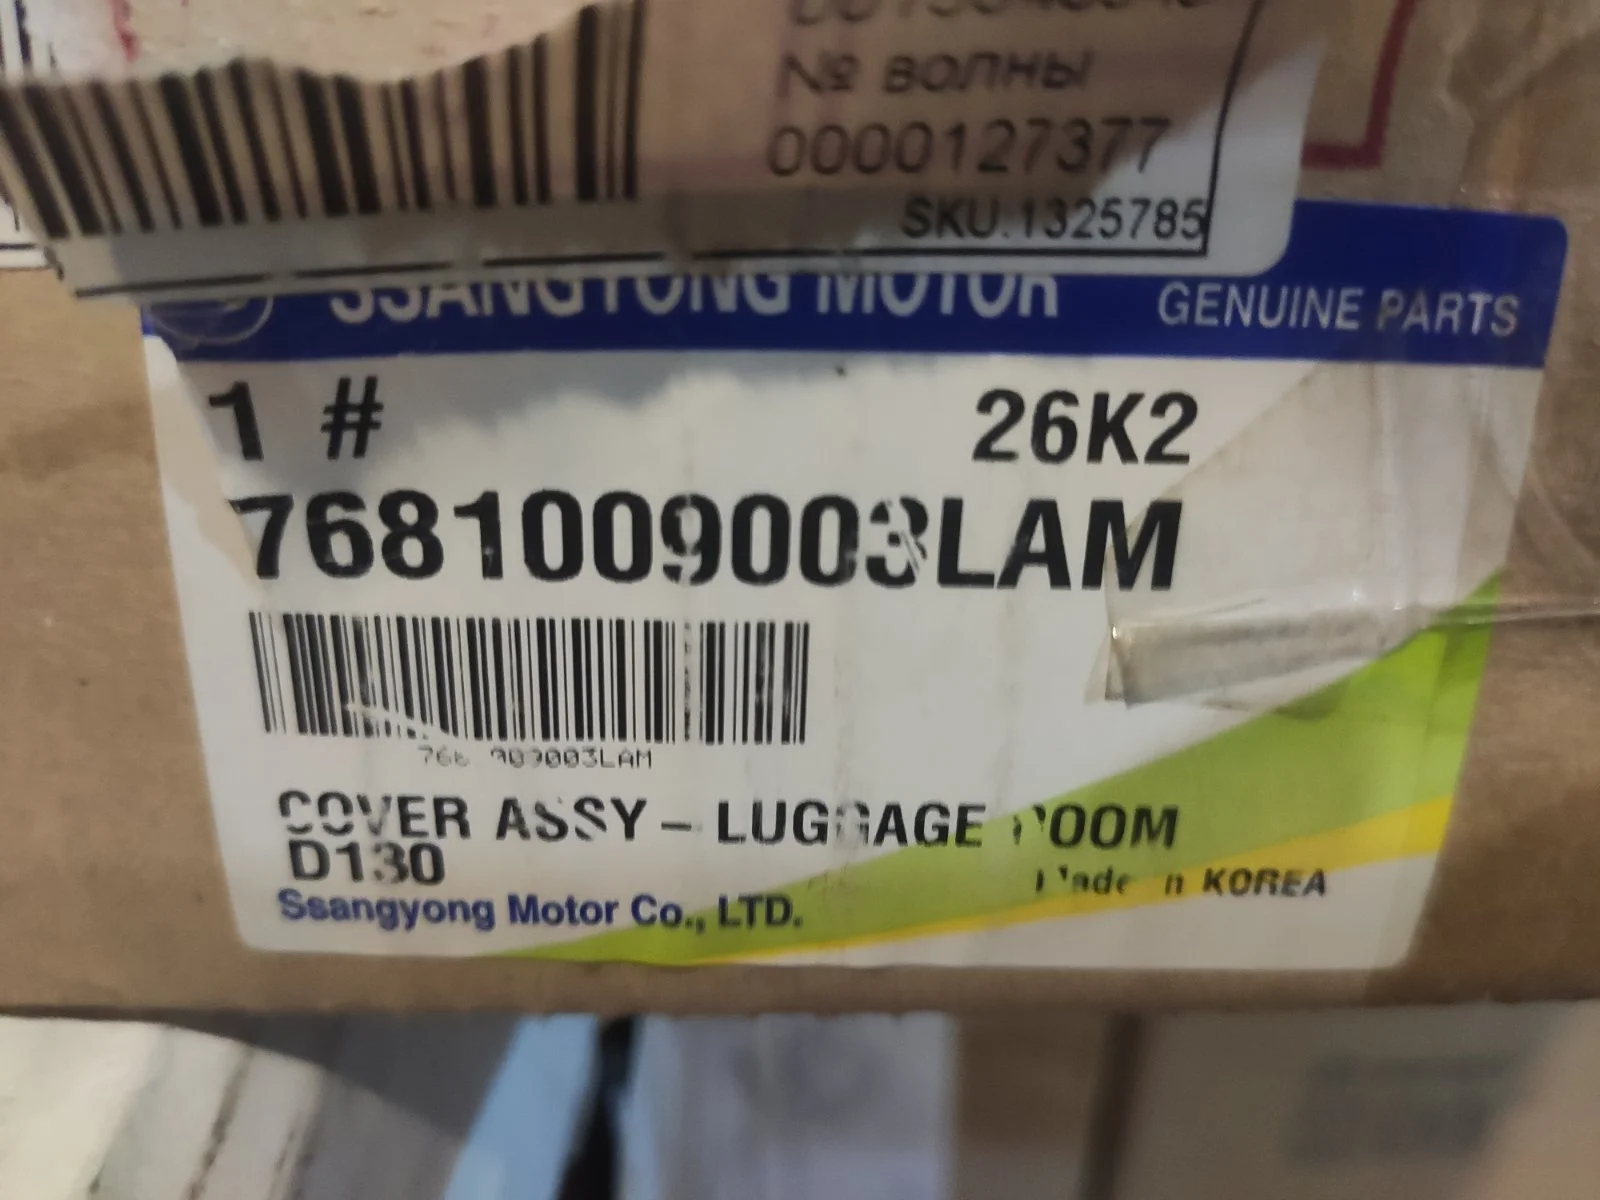 № волны
0000127377
SKU:1325785
SSANGYONG MOTOR
GENUINE PARTS
1 #
26K2
7681009003LAM
COVER ASSY – LUGGAGE ROOM
D130
Made in KOREA
Ssangyong Motor Co., LTD.